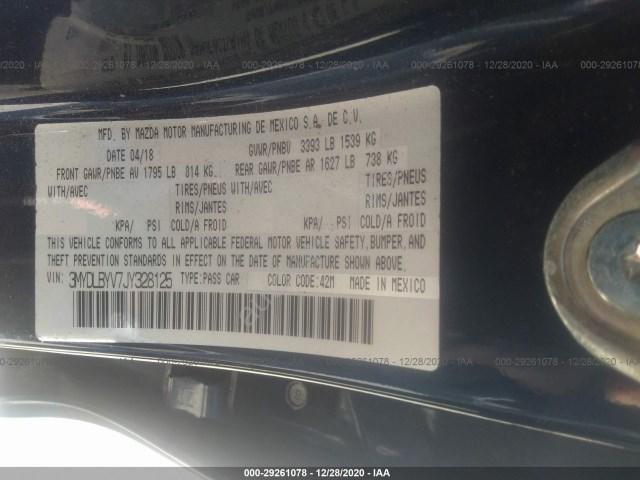 000-29261078 - 12/28/2020 - IAA
MFD. BY MAZDA MOTOR MANUFACTURING DE MEXICO S.A. DE C.V.
DATE 04/18 GVWR/PNBV 3393 LB 1539 KG
FRONT GAWR/PNBE AV 1795 LB 814 KG REAR GAWR/PNBE AR 1627 LB 738 KG
WITH/AVEC TIRES/PNEUS WITH/AVEC TIRES/PNEUS
RIMS/JANTES RIMS/JANTES
KPA/ PSI COLD/A FROID KPA/ PSI COLD/A FROID
THIS VEHICLE CONFORMS TO ALL APPLICABLE FEDERAL MOTOR VEHICLE SAFETY, BUMPER, AND
THEFT PREVENTION STANDARDS IN EFFECT ON THE DATE OF MANUFACTURE SHOWN ABOVE.
VIN: 3MYDLBYV7JY328125 TYPE:PASS CAR COLOR CODE:42M MADE IN MEXICO
000-29261078 - 12/28/2020 - IAA
000-29261078 - 12/28/2020 - IAA